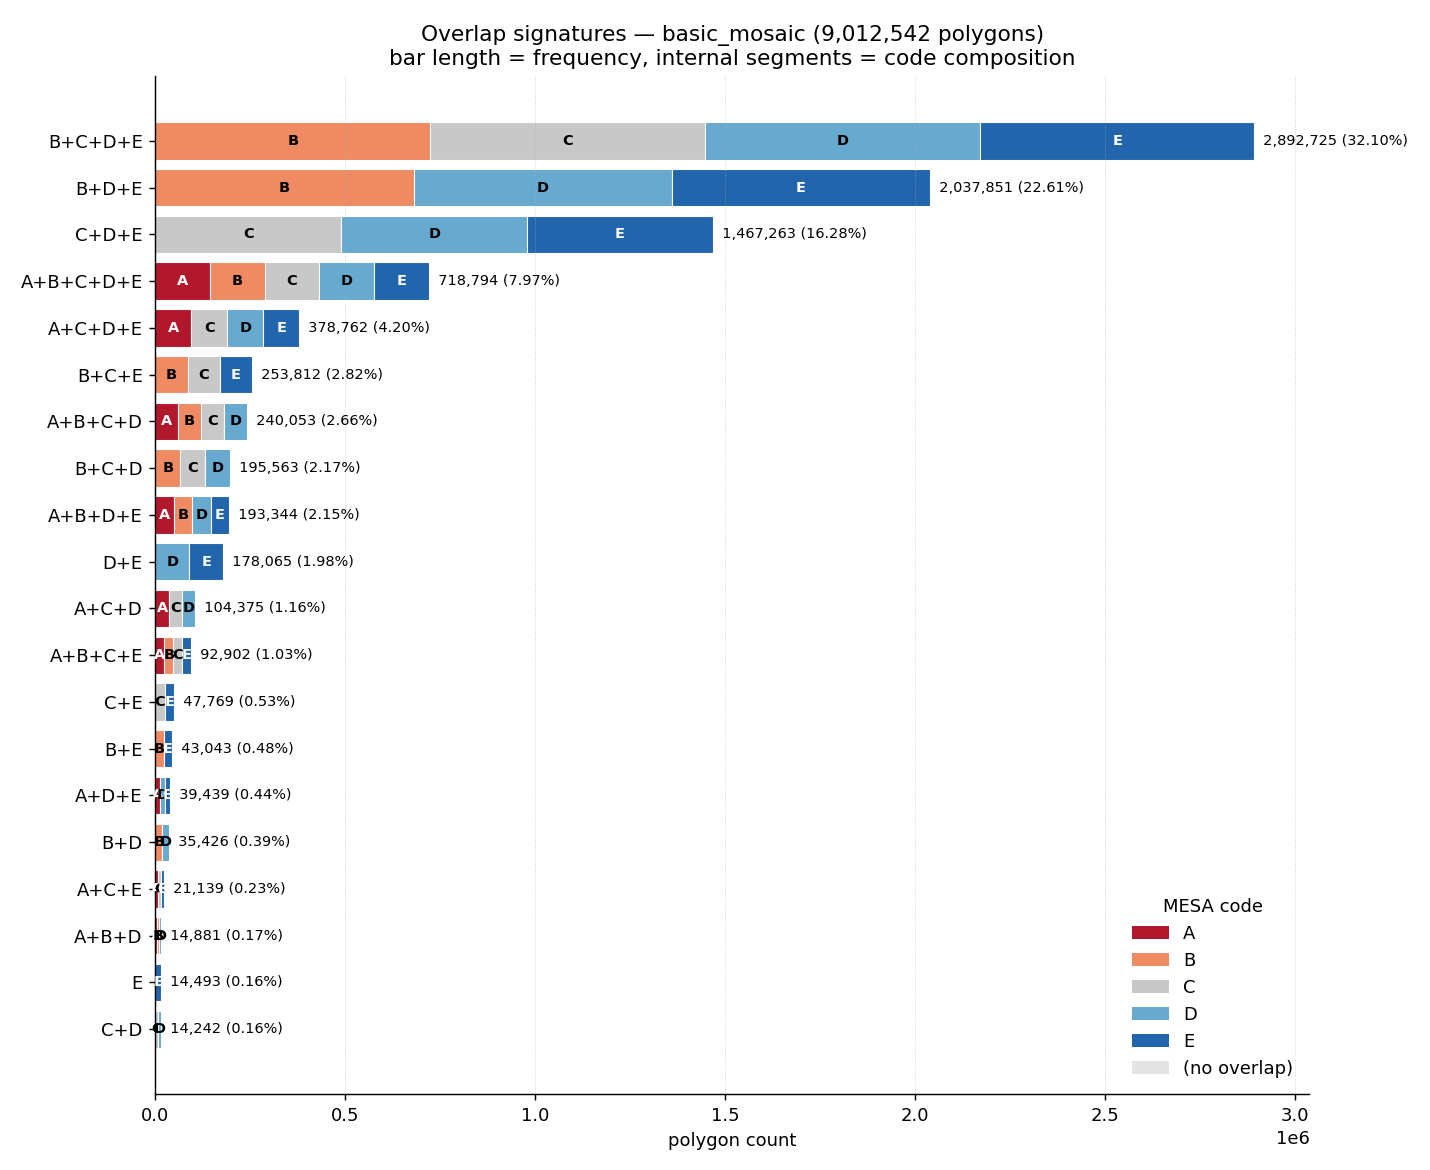 Overlap signatures — basic_mosaic (9,012,542 polygons)
bar length = frequency, internal segments = code composition
B+C+D+E B C D E 2,892,725 (32.10%)
B+D+E B D E 2,037,851 (22.61%)
C+D+E C D E 1,467,263 (16.28%)
A+B+C+D+E A B C D E 718,794 (7.97%)
A+C+D+E A C D E 378,762 (4.20%)
B+C+E B C E 253,812 (2.82%)
A+B+C+D A B C D 240,053 (2.66%)
B+C+D B C D 195,563 (2.17%)
A+B+D+E A B D E 193,344 (2.15%)
D+E D E 178,065 (1.98%)
A+C+D A C D 104,375 (1.16%)
A+B+C+E A B C E 92,902 (1.03%)
C+E C E 47,769 (0.53%)
B+E B E 43,043 (0.48%)
A+D+E 39,439 (0.44%)
B+D B D 35,426 (0.39%)
A+C+E 21,139 (0.23%)
A+B+D 14,881 (0.17%)
E E 14,493 (0.16%)
C+D C D 14,242 (0.16%)
MESA code
A
B
C
D
E
(no overlap)
0.0 0.5 1.0 1.5 2.0 2.5 3.0
1e6
polygon count